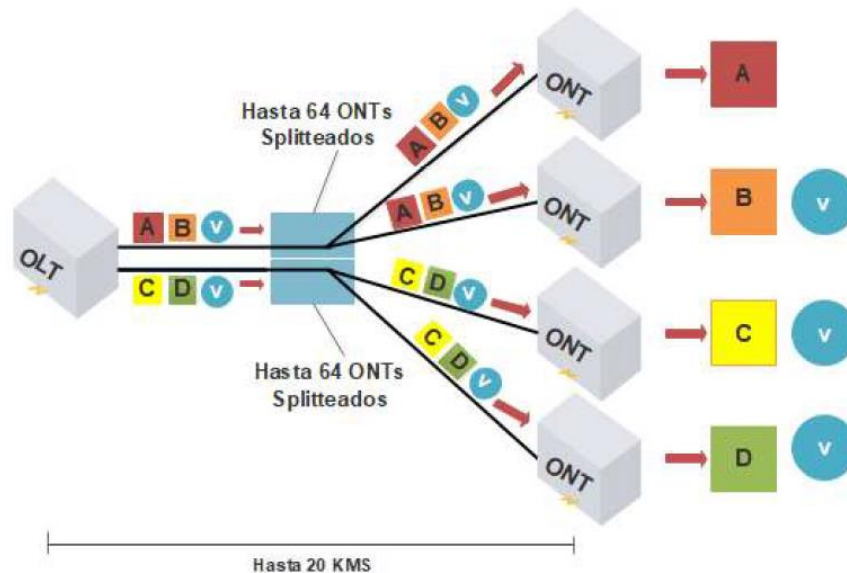 Hasta 64 ONTs
Splitteados
OLT
A B v
C D v
A B v
A B v
C D v
C D v
ONT
A
ONT
B v
ONT
C v
ONT
D v
Hasta 64 ONTs
Splitteados
Hasta 20 KMS